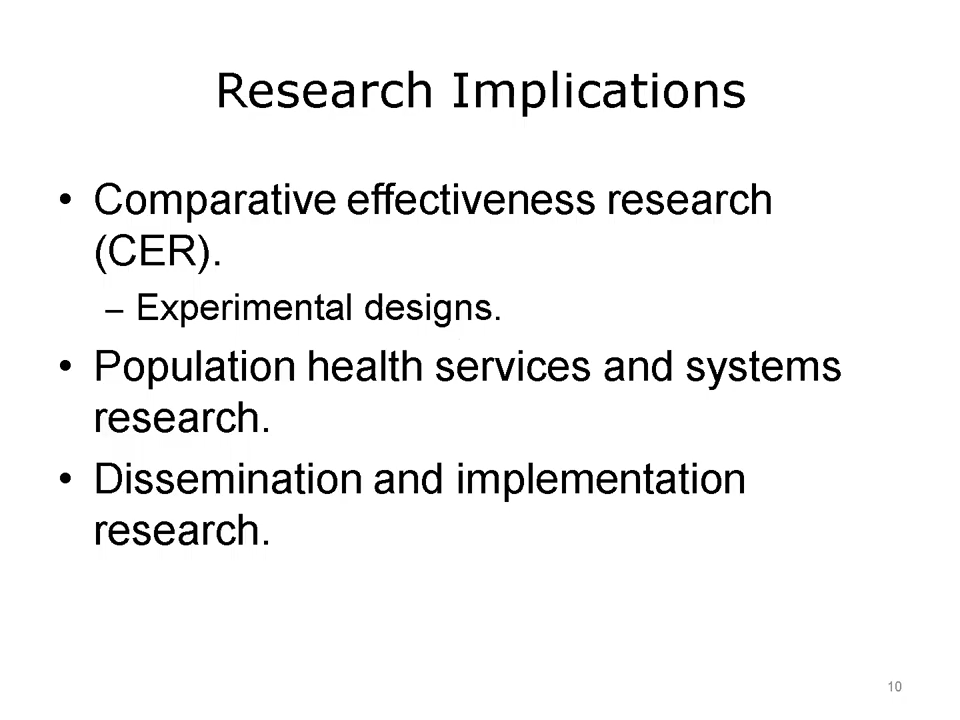 Research Implications
• Comparative effectiveness research
(CER).
– Experimental designs.
• Population health services and systems
research.
• Dissemination and implementation
research.
10